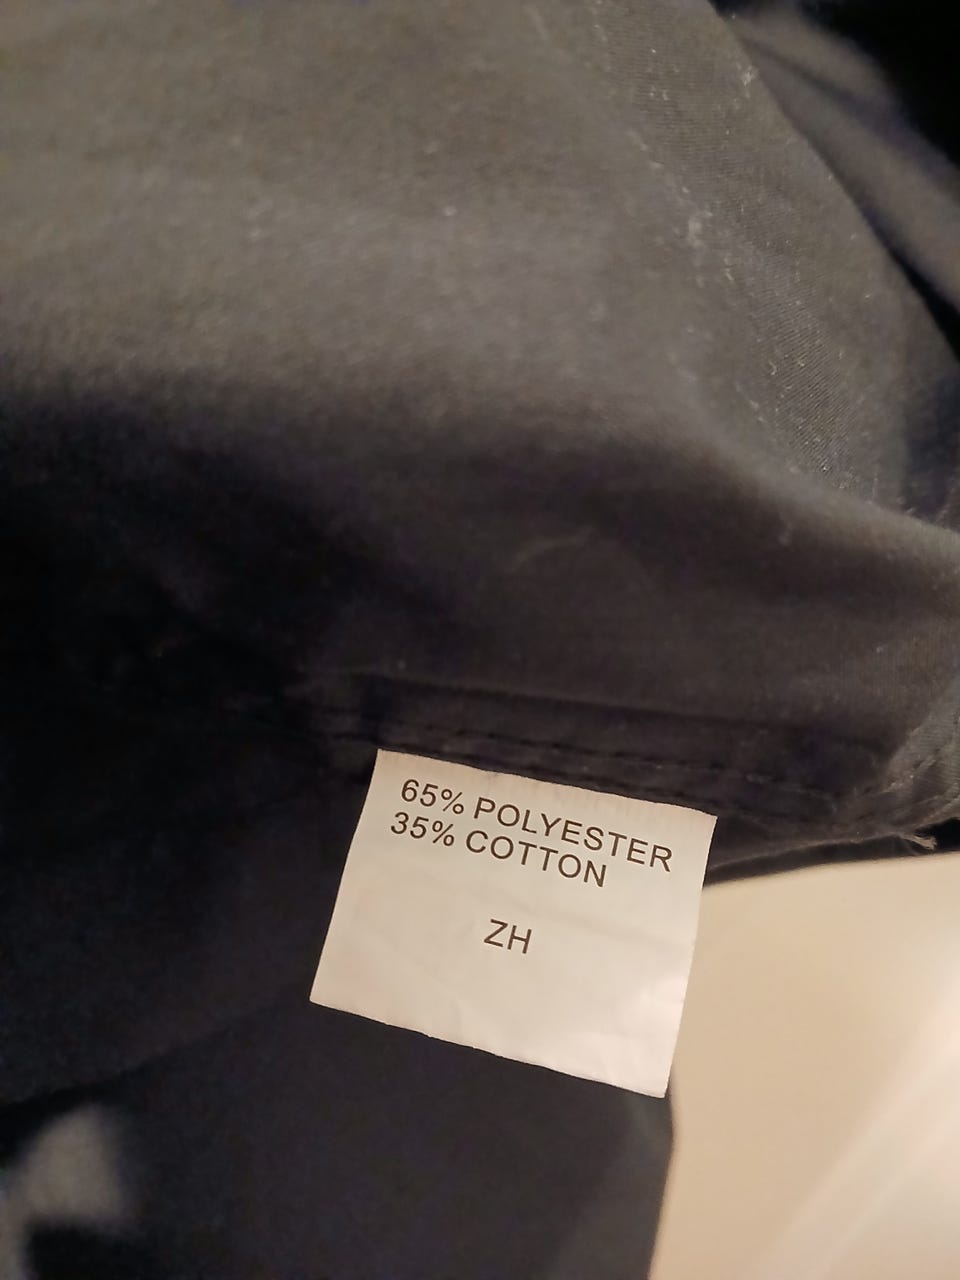 65% POLYESTER
35% COTTON
ZH